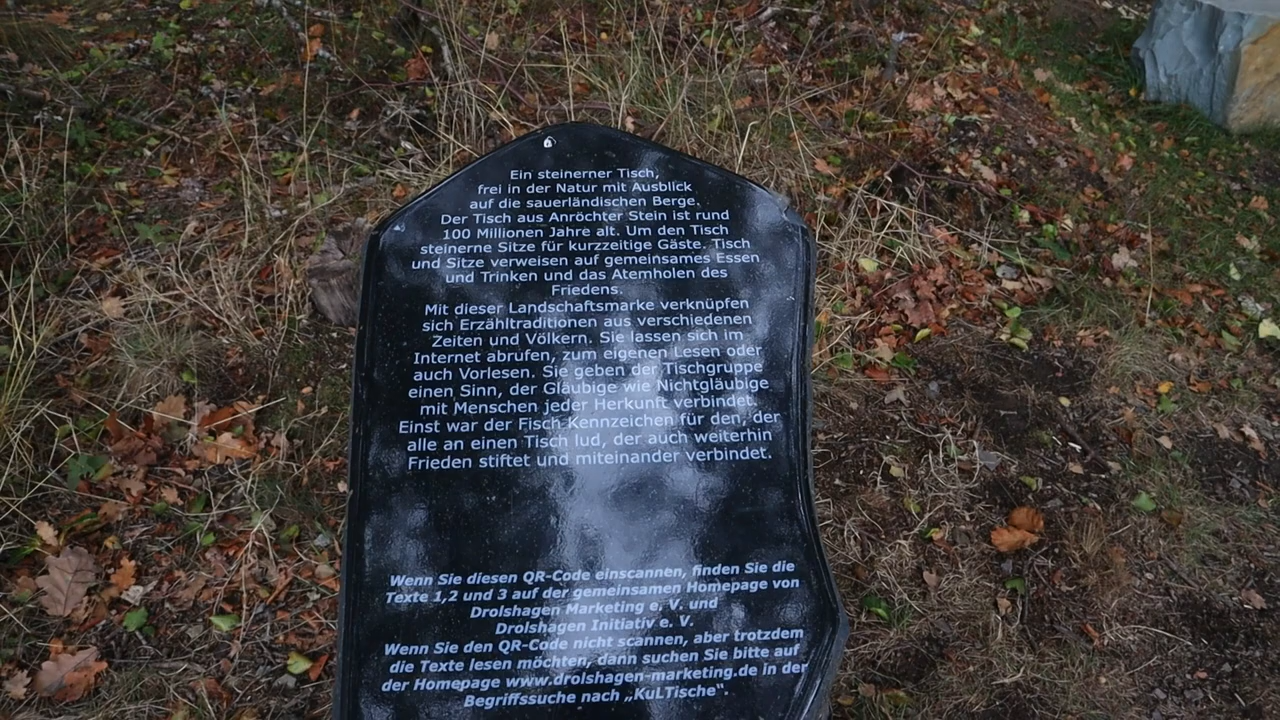 Ein steinerner Tisch,
frei in der Natur mit Ausblick
auf die sauerländischen Berge.
Der Tisch aus Anröchter Stein ist rund
100 Millionen Jahre alt. Um den Tisch
steinerne Sitze für kurzzeitige Gäste. Tisch
und Sitze verweisen auf gemeinsames Essen
und Trinken und das Atemholen des
Friedens.
Mit dieser Landschaftsmarke verknüpfen
sich Erzähltraditionen aus verschiedenen
Zeiten und Völkern. Sie lassen sich im
Internet abrufen, zum eigenen Lesen oder
auch Vorlesen. Sie geben der Tischgruppe
einen Sinn, der Gläubige wie Nichtgläubige
mit Menschen jeder Herkunft verbindet.
Einst war der Fisch Kennzeichen für den, der
alle an einen Tisch lud, der auch weiterhin
Frieden stiftet und miteinander verbindet.
Wenn Sie diesen QR-Code einscannen, finden Sie die
Texte 1,2 und 3 auf der gemeinsamen Homepage von
Drolshagen Marketing e. V. und
Drolshagen Initiativ e. V.
Wenn Sie den QR-Code nicht scannen, aber trotzdem
die Texte lesen möchten, dann suchen Sie bitte auf
der Homepage www.drolshagen-marketing.de in der
Begriffssuche nach „KuLTische“.